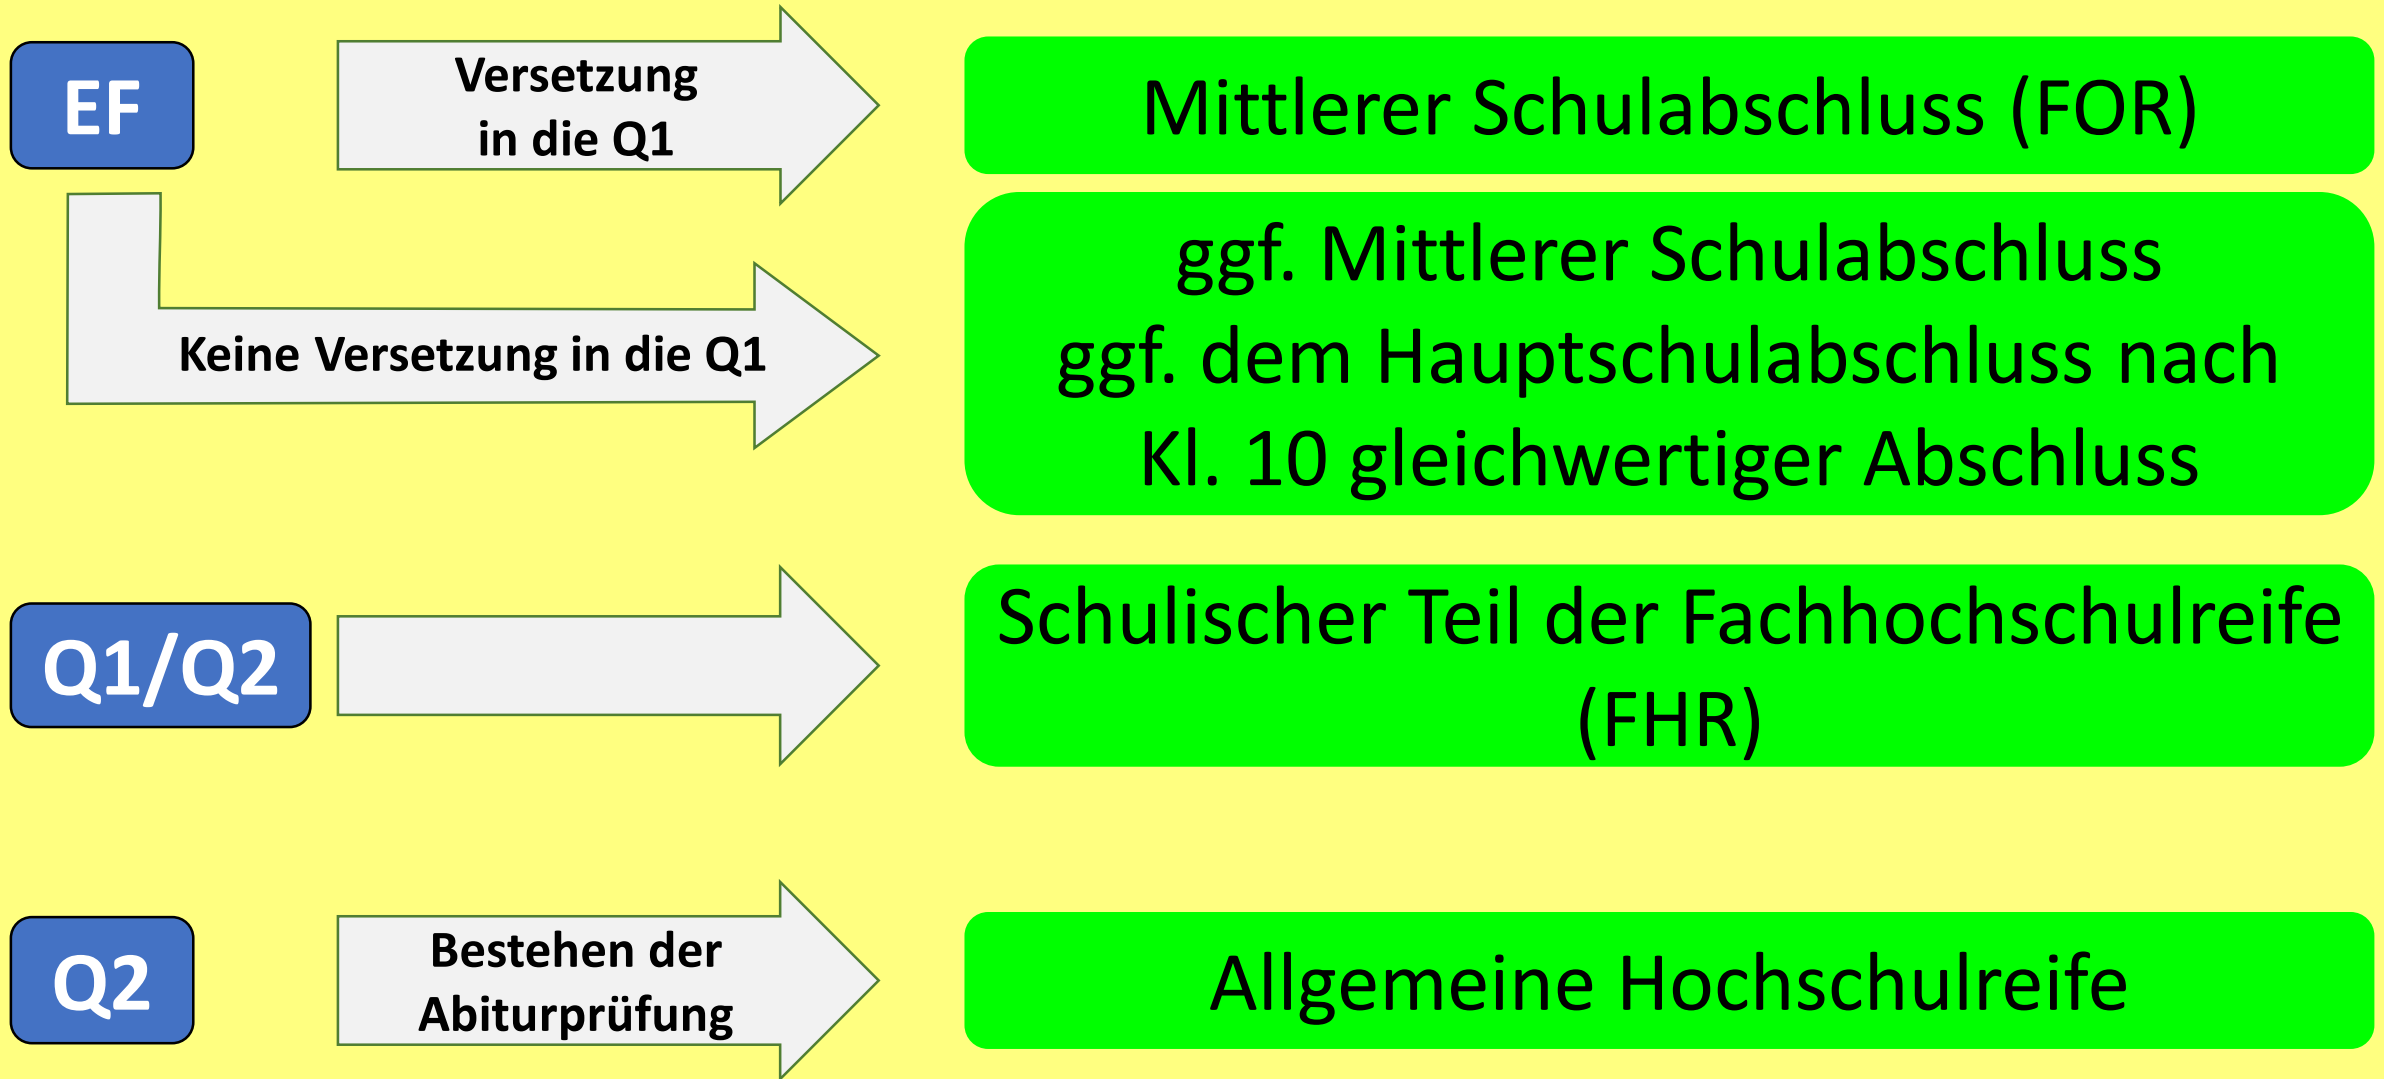 EF
Versetzung
in die Q1
Mittlerer Schulabschluss (FOR)
Keine Versetzung in die Q1
ggf. Mittlerer Schulabschluss
ggf. dem Hauptschulabschluss nach
Kl. 10 gleichwertiger Abschluss
Q1/Q2
Schulischer Teil der Fachhochschulreife
(FHR)
Q2
Bestehen der
Abiturprüfung
Allgemeine Hochschulreife